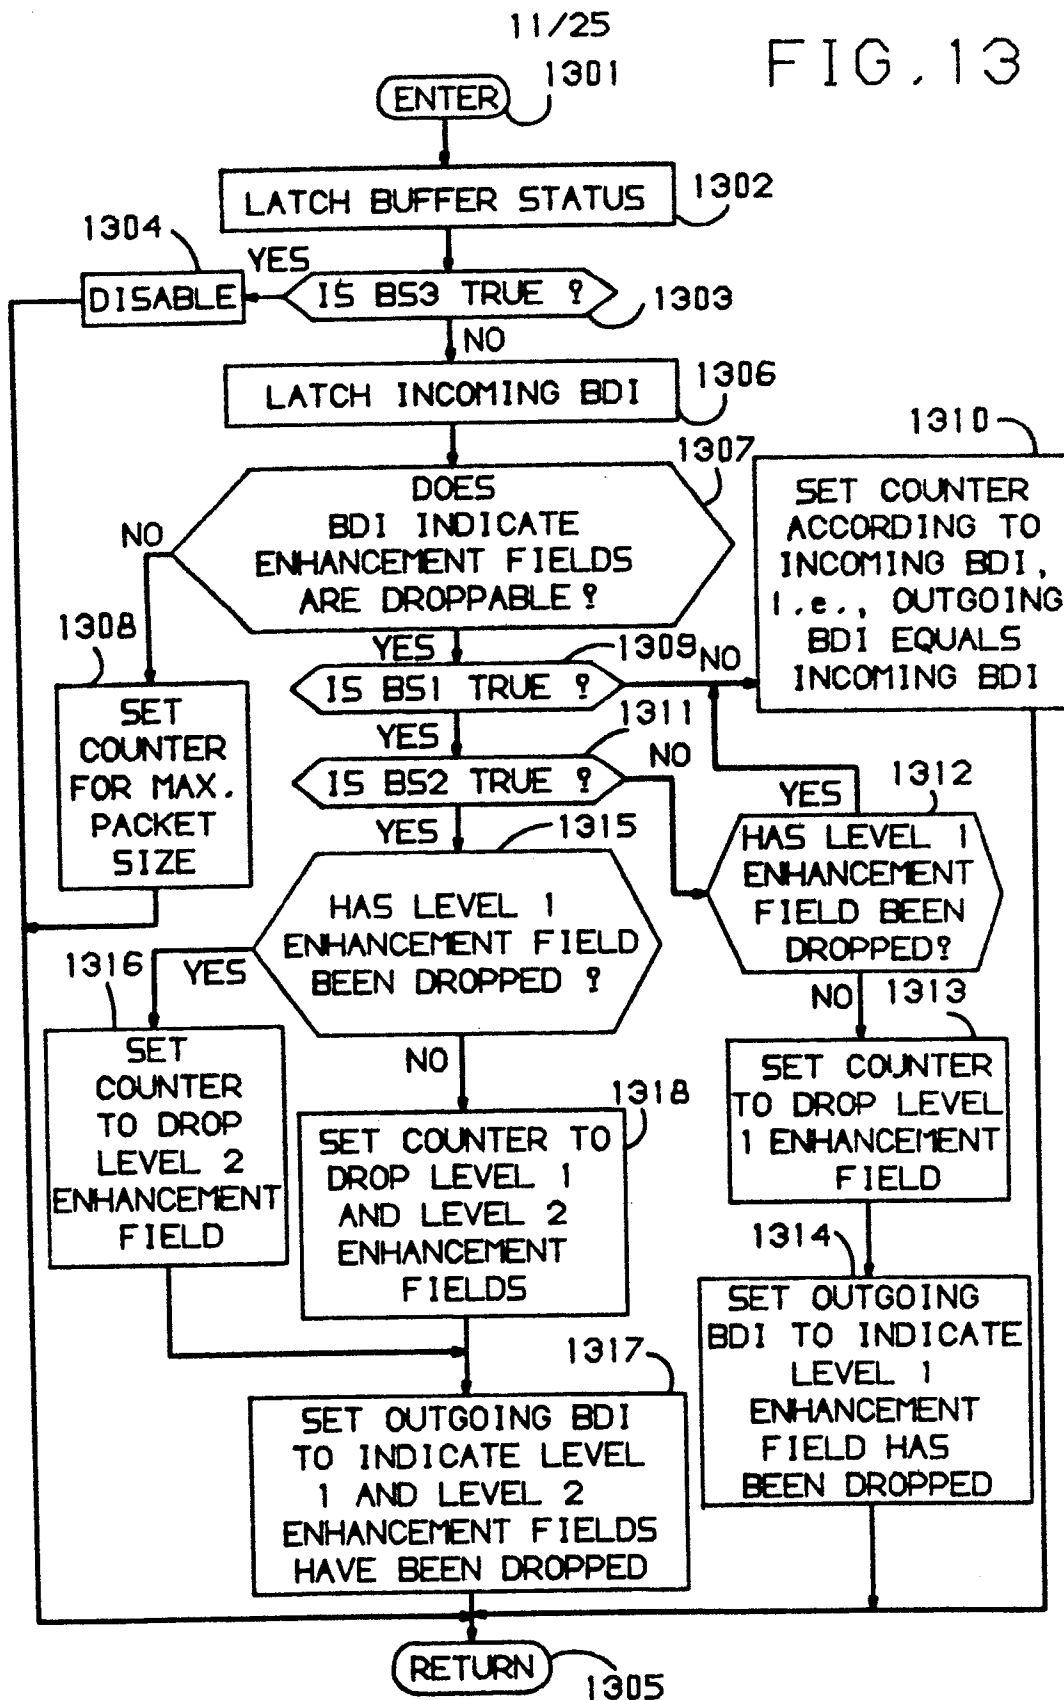 11/25
FIG.13
1301
ENTER
LATCH BUFFER STATUS
1302
1304
YES
DISABLE
IS BS3 TRUE ?
1303
NO
LATCH INCOMING BDI
1306
1307
DOES
BDI INDICATE
ENHANCEMENT FIELDS
ARE DROPPABLE ?
NO
YES
1308
SET
COUNTER
FOR MAX.
PACKET
SIZE
1309
IS BS1 TRUE ?
NO
YES
1310
SET COUNTER
ACCORDING TO
INCOMING BDI,
i.e., OUTGOING
BDI EQUALS
INCOMING BDI
1311
IS BS2 TRUE ?
NO
YES
1312
YES
HAS LEVEL 1
ENHANCEMENT
FIELD BEEN
DROPPED?
NO
1315
HAS LEVEL 1
ENHANCEMENT FIELD
BEEN DROPPED ?
YES
NO
1316
SET
COUNTER
TO DROP
LEVEL 2
ENHANCEMENT
FIELD
1318
SET COUNTER TO
DROP LEVEL 1
AND LEVEL 2
ENHANCEMENT
FIELDS
1313
SET COUNTER
TO DROP LEVEL
1 ENHANCEMENT
FIELD
1314
SET OUTGOING
BDI TO INDICATE
LEVEL 1
ENHANCEMENT
FIELD HAS
BEEN DROPPED
1317
SET OUTGOING BDI
TO INDICATE LEVEL
1 AND LEVEL 2
ENHANCEMENT FIELDS
HAVE BEEN DROPPED
RETURN
1305